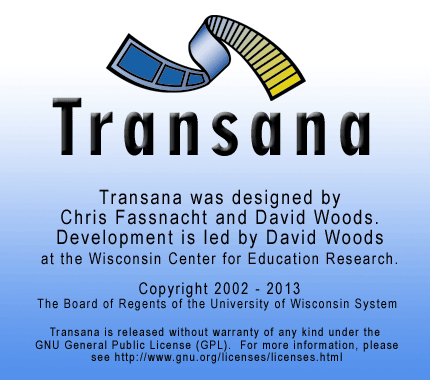 Transana
Transana was designed by
Chris Fassnacht and David Woods.
Development is led by David Woods
at the Wisconsin Center for Education Research.
Copyright 2002 - 2013
The Board of Regents of the University of Wisconsin System
Transana is released without warranty of any kind under the
GNU General Public License (GPL).  For more information, please
see http://www.gnu.org/licenses/licenses.html